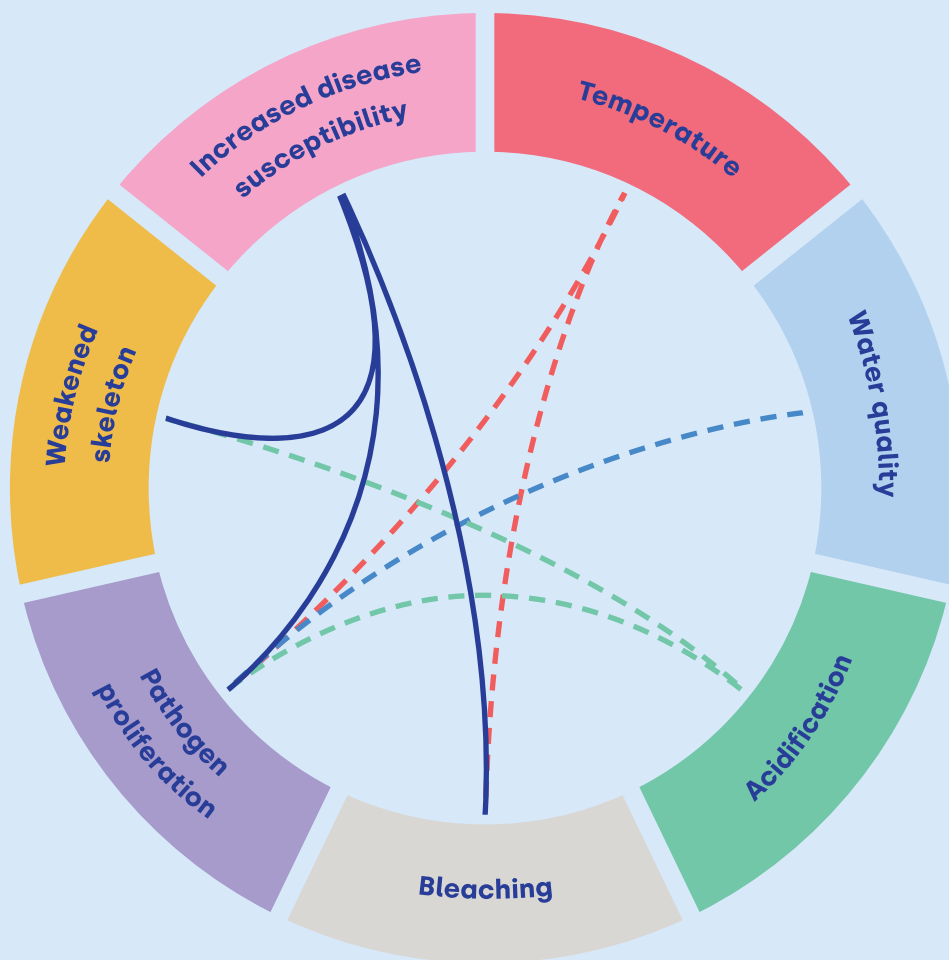 Increased disease
susceptibility
Temperature
Water quality
Acidification
Bleaching
Pathogen
proliferation
Weakened
skeleton